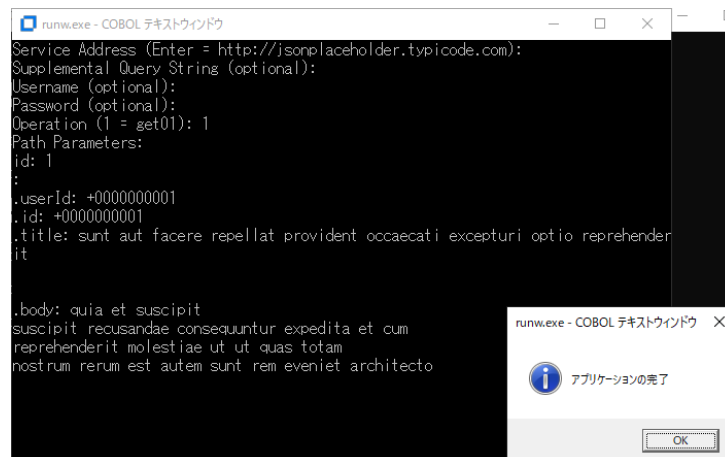 runw.exe - COBOL テキストウィンドウ
Service Address (Enter = http://jsonplaceholder.typicode.com):
Supplemental Query String (optional):
Username (optional):
Password (optional):
Operation (1 = get01): 1
Path Parameters:
id: 1
:
.userId: +0000000001
.id: +0000000001
.title: sunt aut facere repellat provident occaecati excepturi optio reprehender
it
.body: quia et suscipit
suscipit recusandae consequuntur expedita et cum
reprehenderit molestiae ut ut quas totam
nostrum rerum est autem sunt rem eveniet architecto
runw.exe - COBOL テキストウィンドウ
アプリケーションの完了
OK